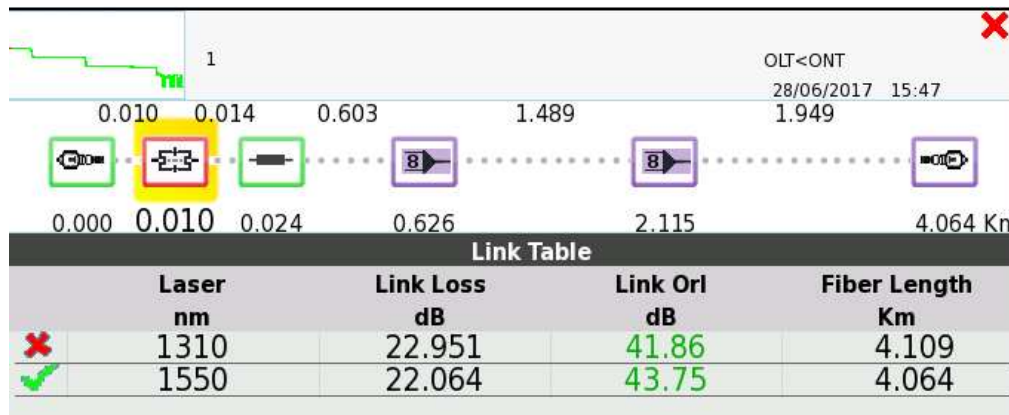 1
OLT<ONT
28/06/2017 15:47
0.010 0.014 0.603 1.489 1.949
8 8
0.000 0.010 0.024 0.626 2.115 4.064 Km
Link Table
Laser Link Loss Link Orl Fiber Length
nm dB dB Km
1310 22.951 41.86 4.109
1550 22.064 43.75 4.064